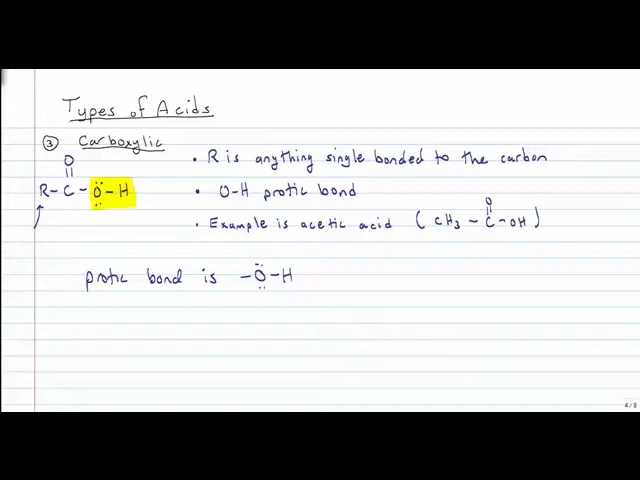 Types of Acids
③ Carboxylic
O
||
R - C - Ö - H
• R is anything single bonded to the carbon
• O-H protic bond
• Example is acetic acid ( CH3 - C - OH )
O
||
protic bond is - Ö - H
4 / 8